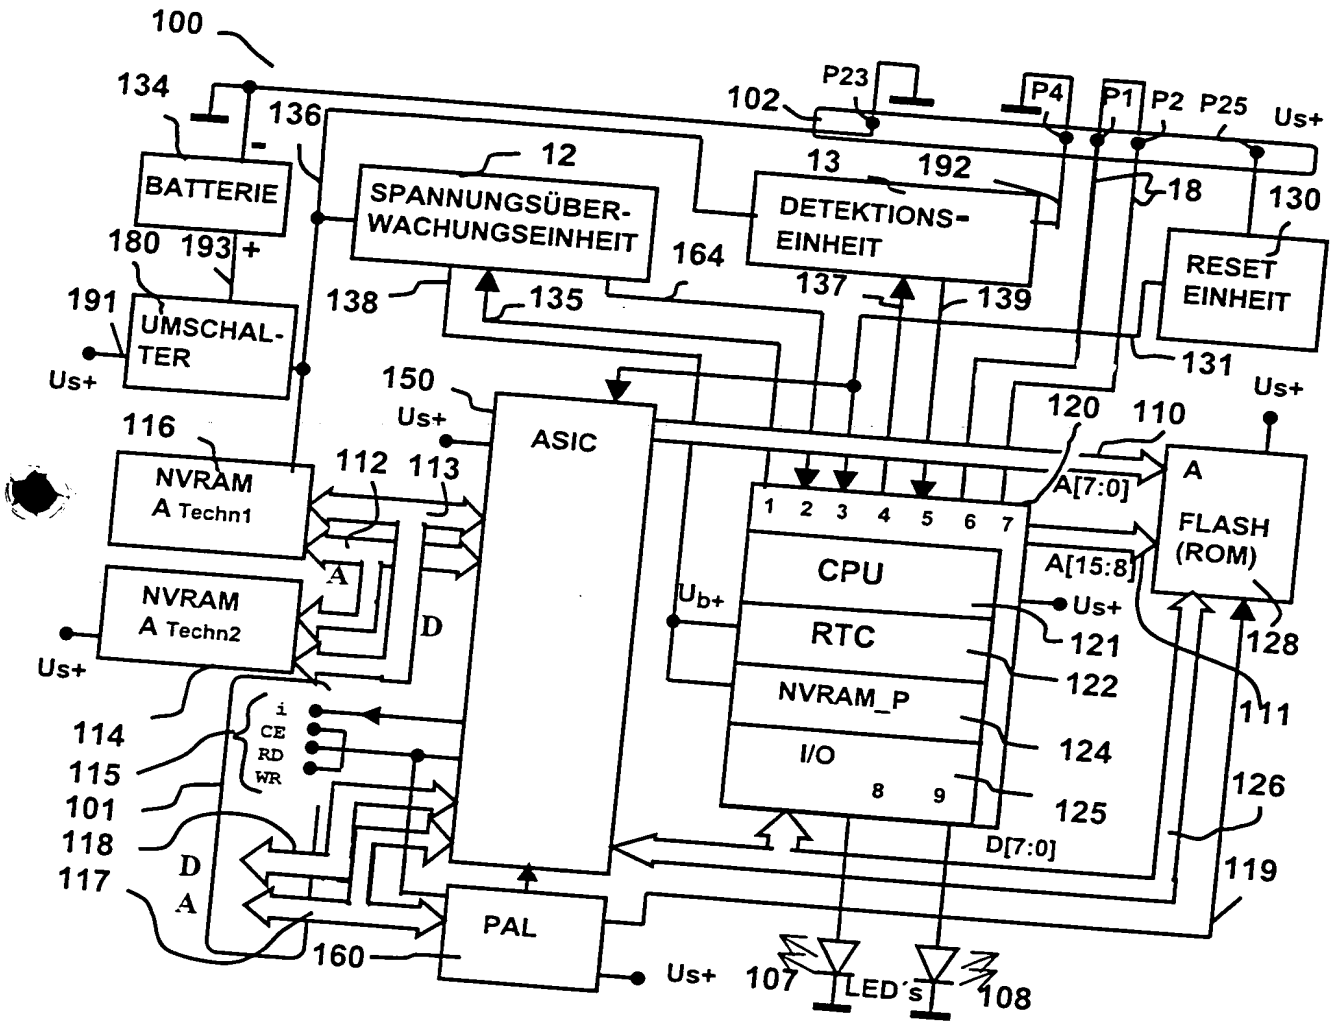 100
134
136
102
P23
P4
P1
P2
P25
Us+
-
12
13
192
18
130
BATTERIE
SPANNUNGSÜBER-
WACHUNGSEINHEIT
DETEKTIONS-
EINHEIT
RESET
EINHEIT
180
193
+
138
135
164
137
139
131
191
UMSCHAL-
TER
Us+
150
Us+
ASIC
120
110
Us+
116
112
113
NVRAM
A Techn1
A
A[7:0]
A
FLASH
(ROM)
1 2 3 4 5 6 7
CPU
A[15:8]
Us+
NVRAM
A Techn2
D
Ub+
RTC
121
128
Us+
NVRAM_P
122
111
114
i
CE
RD
WR
115
I/O
124
101
8 9
125
126
118
D
D[7:0]
117
A
119
PAL
160
Us+
107
LED´s
108